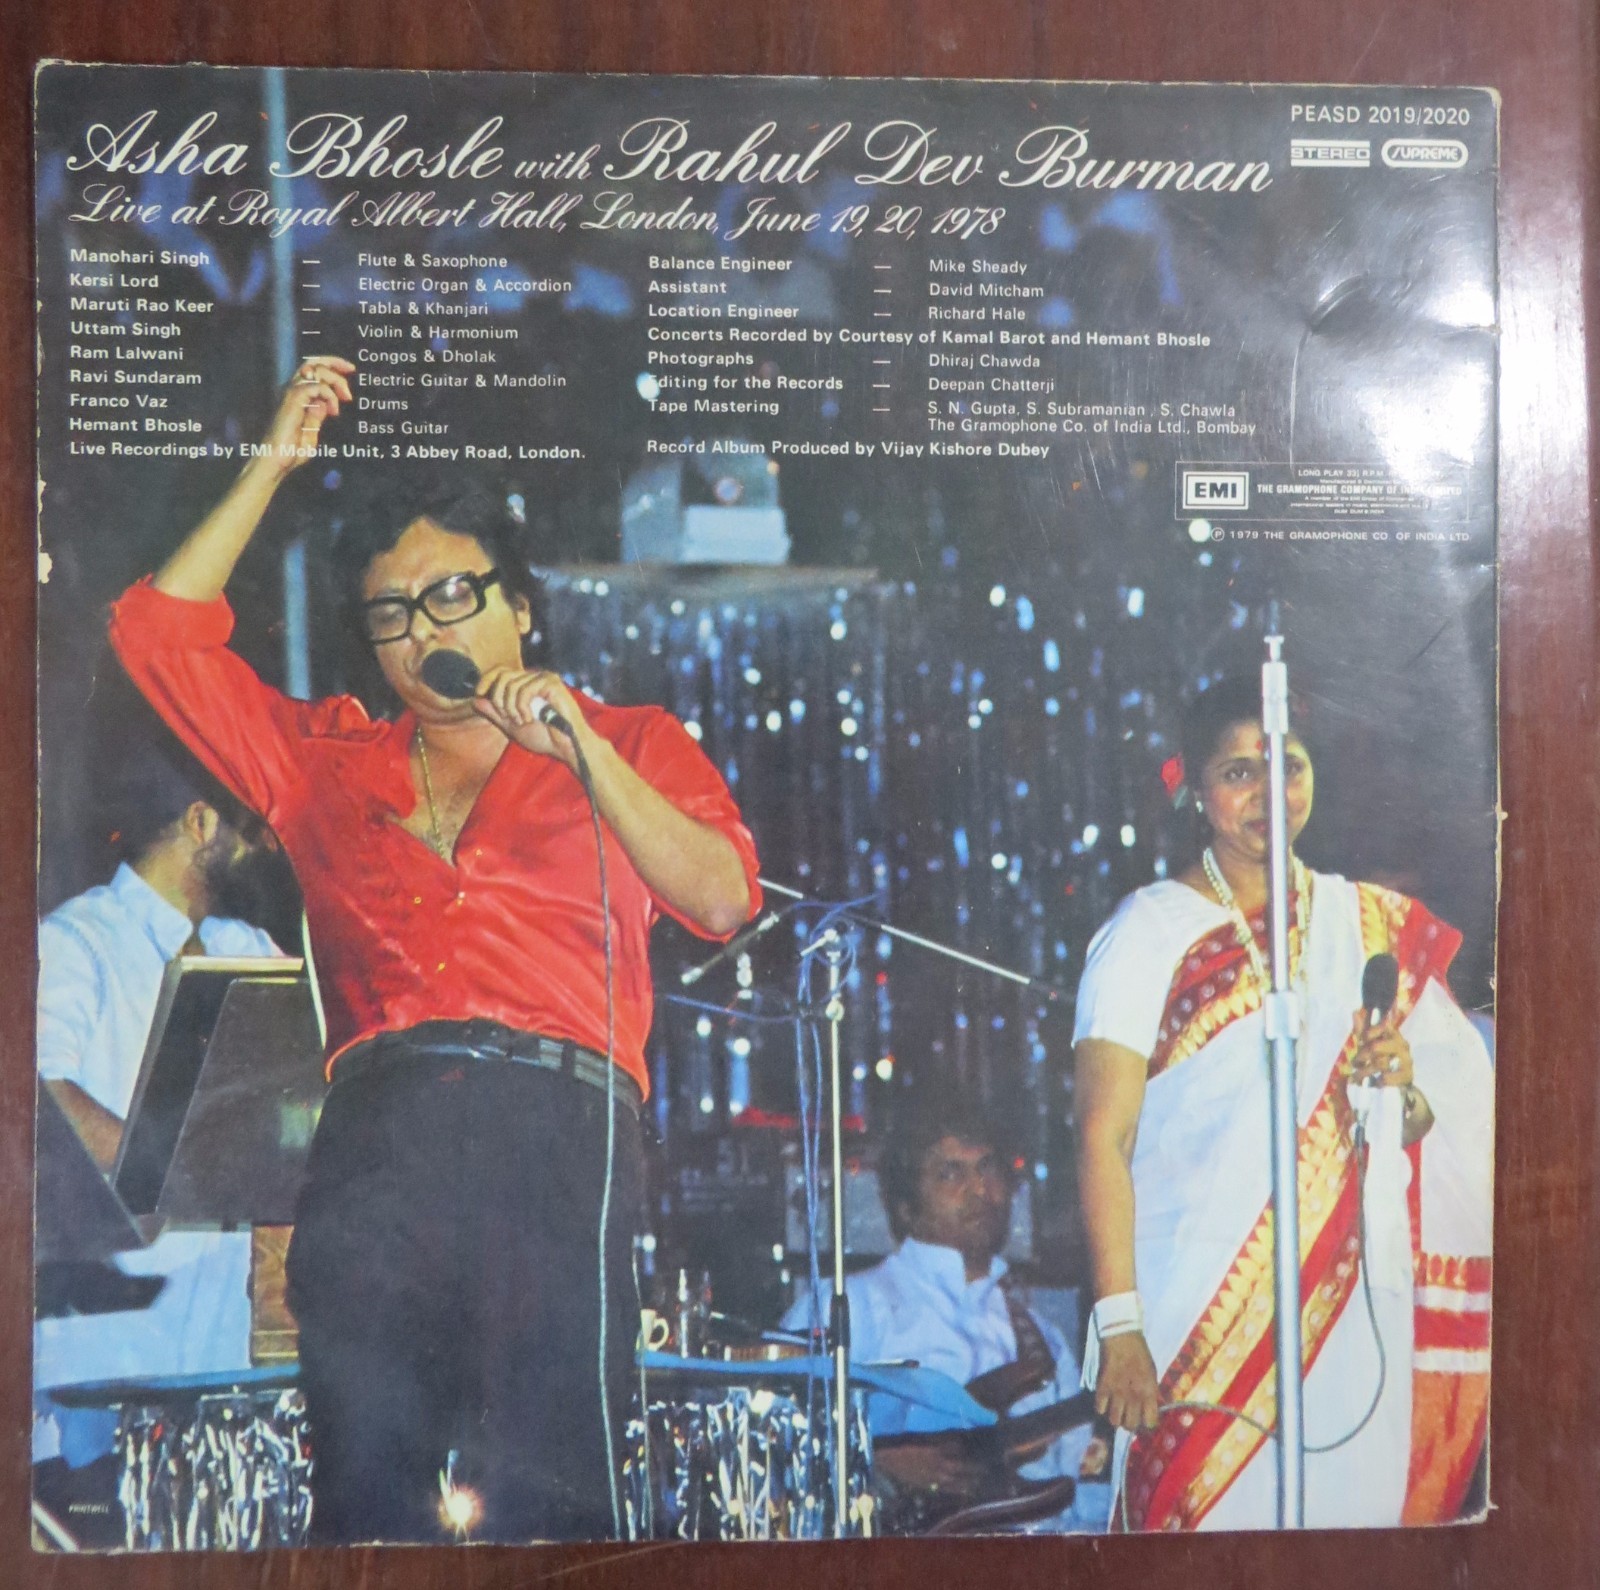 PEASD 2019/2020
STEREO SUPREME
Asha Bhosle with Rahul Dev Burman
Live at Royal Albert Hall, London, June 19, 20, 1978
Manohari Singh — Flute & Saxophone
Kersi Lord — Electric Organ & Accordion
Maruti Rao Keer — Tabla & Khanjari
Uttam Singh — Violin & Harmonium
Ram Lalwani — Congos & Dholak
Ravi Sundaram — Electric Guitar & Mandolin
Franco Vaz — Drums
Hemant Bhosle — Bass Guitar
Live Recordings by EMI Mobile Unit, 3 Abbey Road, London.
Balance Engineer — Mike Sheady
Assistant — David Mitcham
Location Engineer — Richard Hale
Concerts Recorded by Courtesy of Kamal Barot and Hemant Bhosle
Photographs — Dhiraj Chawda
Editing for the Records — Deepan Chatterji
Tape Mastering — S. N. Gupta, S. Subramanian , S. Chawla
The Gramophone Co. of India Ltd., Bombay
Record Album Produced by Vijay Kishore Dubey
EMI
LONG PLAY 33⅓ R.P.M.
THE GRAMOPHONE COMPANY OF
℗ 1979 THE GRAMOPHONE CO. OF INDIA LTD
PRINTWELL